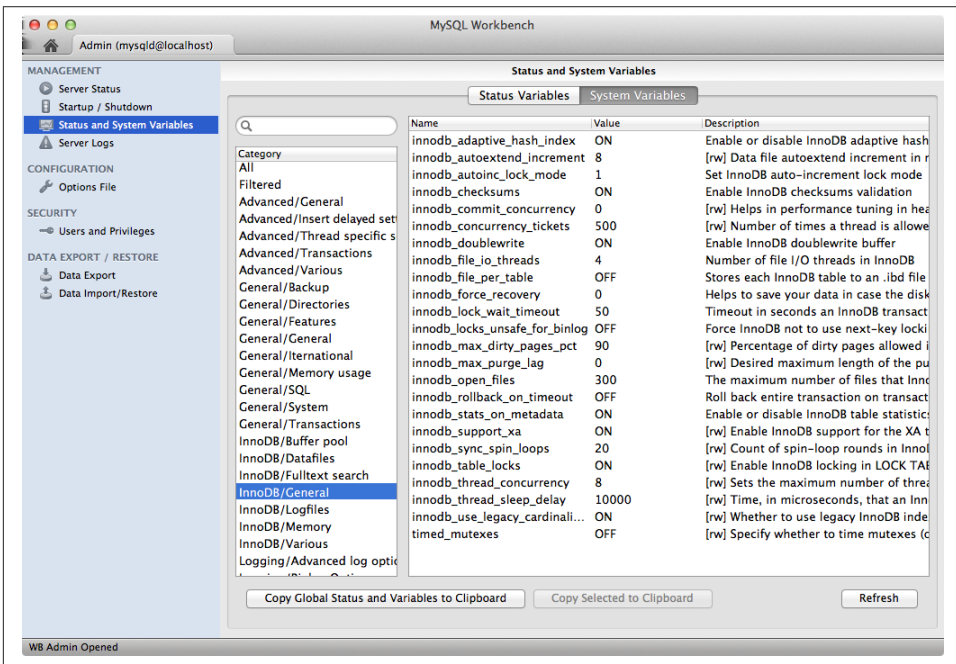 MySQL Workbench
Admin (mysqld@localhost)
MANAGEMENT
Server Status
Startup / Shutdown
Status and System Variables
Server Logs
CONFIGURATION
Options File
SECURITY
Users and Privileges
DATA EXPORT / RESTORE
Data Export
Data Import/Restore
Status and System Variables
Status Variables
System Variables
Category
All
Filtered
Advanced/General
Advanced/Insert delayed set
Advanced/Thread specific s
Advanced/Transactions
Advanced/Various
General/Backup
General/Directories
General/Features
General/General
General/Iternational
General/Memory usage
General/SQL
General/System
General/Transactions
InnoDB/Buffer pool
InnoDB/Datafiles
InnoDB/Fulltext search
InnoDB/General
InnoDB/Logfiles
InnoDB/Memory
InnoDB/Various
Logging/Advanced log optio
Name Value Description
innodb_adaptive_hash_index ON Enable or disable InnoDB adaptive hash
innodb_autoextend_increment 8 [rw] Data file autoextend increment in
innodb_autoinc_lock_mode 1 Set InnoDB auto-increment lock mode
innodb_checksums ON Enable InnoDB checksums validation
innodb_commit_concurrency 0 [rw] Helps in performance tuning in hea
innodb_concurrency_tickets 500 [rw] Number of times a thread is allowe
innodb_doublewrite ON Enable InnoDB doublewrite buffer
innodb_file_io_threads 4 Number of file I/O threads in InnoDB
innodb_file_per_table OFF Stores each InnoDB table to an .ibd file
innodb_force_recovery 0 Helps to save your data in case the disk
innodb_lock_wait_timeout 50 Timeout in seconds an InnoDB transact
innodb_locks_unsafe_for_binlog OFF Force InnoDB not to use next-key locki
innodb_max_dirty_pages_pct 90 [rw] Percentage of dirty pages allowed i
innodb_max_purge_lag 0 [rw] Desired maximum length of the pu
innodb_open_files 300 The maximum number of files that Inno
innodb_rollback_on_timeout OFF Roll back entire transaction on transact
innodb_stats_on_metadata ON Enable or disable InnoDB table statistic
innodb_support_xa ON [rw] Enable InnoDB support for the XA t
innodb_sync_spin_loops 20 [rw] Count of spin-loop rounds in Inno
innodb_table_locks ON [rw] Enable InnoDB locking in LOCK TAB
innodb_thread_concurrency 8 [rw] Sets the maximum number of threa
innodb_thread_sleep_delay 10000 [rw] Time, in microseconds, that an Inn
innodb_use_legacy_cardinali... ON [rw] Whether to use legacy InnoDB inde
timed_mutexes OFF [rw] Specify whether to time mutexes (o
Copy Global Status and Variables to Clipboard
Copy Selected to Clipboard
Refresh
WB Admin Opened